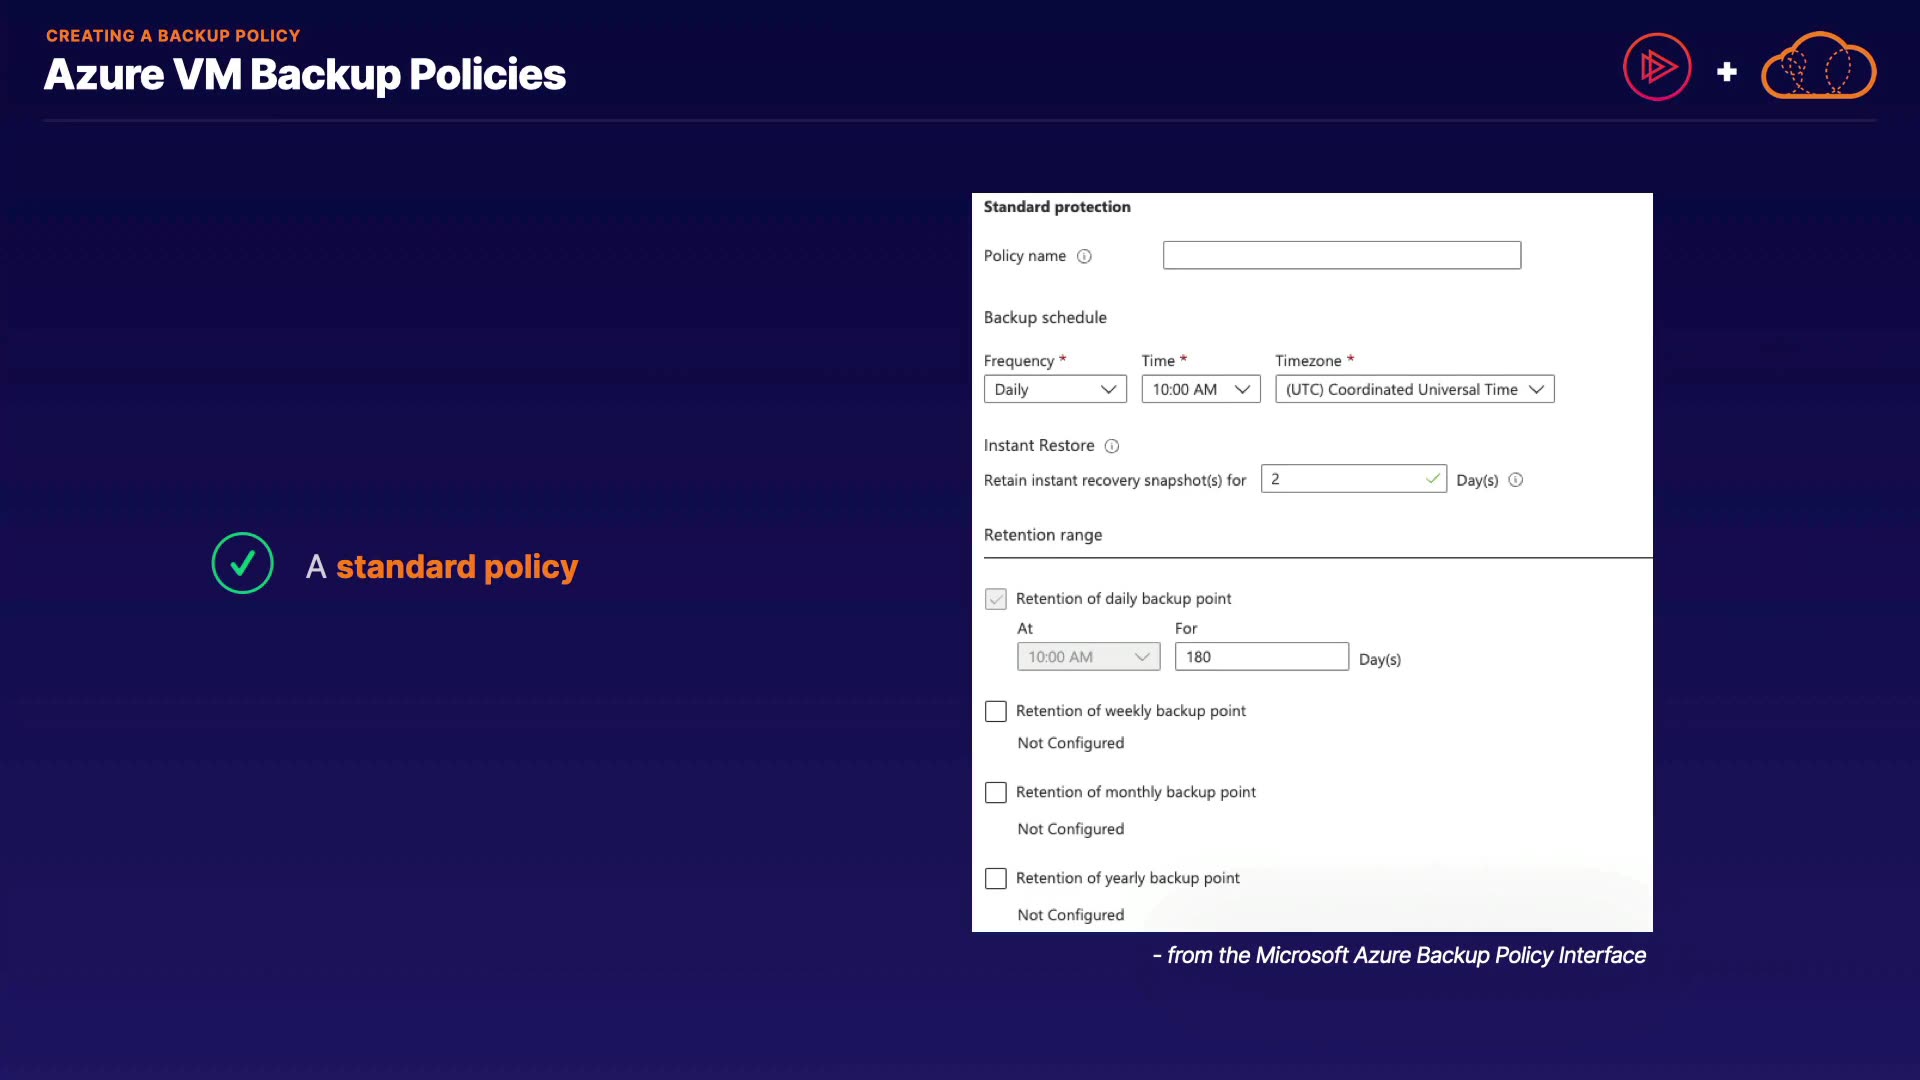 CREATING A BACKUP POLICY
Azure VM Backup Policies
+
A standard policy
Standard protection
Policy name
Backup schedule
Frequency * Time * Timezone *
Daily 10:00 AM (UTC) Coordinated Universal Time
Instant Restore
Retain instant recovery snapshot(s) for 2 Day(s)
Retention range
Retention of daily backup point
At For
10:00 AM 180 Day(s)
Retention of weekly backup point
Not Configured
Retention of monthly backup point
Not Configured
Retention of yearly backup point
Not Configured
- from the Microsoft Azure Backup Policy Interface